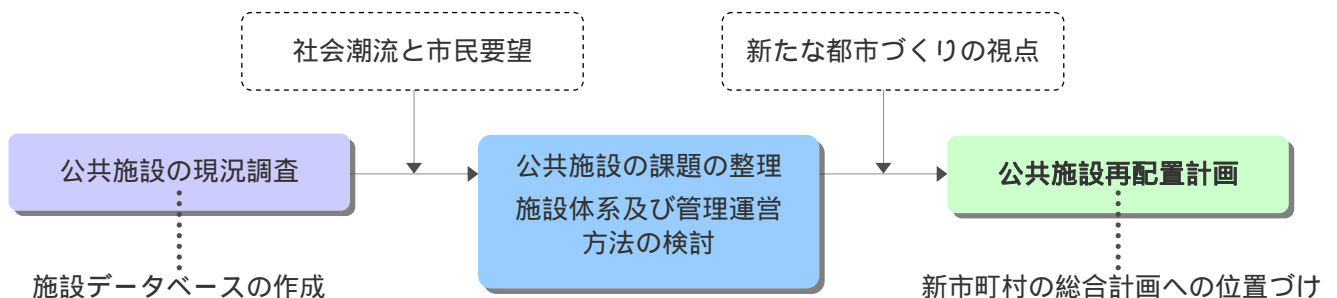 社会潮流と市民要望
新たな都市づくりの視点
公共施設の現況調査
公共施設の課題の整理
施設体系及び管理運営
方法の検討
公共施設再配置計画
施設データベースの作成
新市町村の総合計画への位置づけ